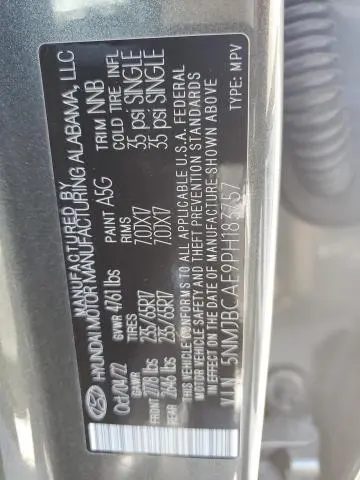 MANUFACTURED BY
HYUNDAI MOTOR MANUFACTURING ALABAMA, LLC
Oct/04/22 PAINT A5G TRIM NNB
GVWR 4761 lbs TIRES RIMS COLD TIRE INFL
FRONT 2778 lbs 235/65R17 7.0JX17 35 psi SINGLE
REAR 2646 lbs 235/65R17 7.0JX17 35 psi SINGLE
THIS VEHICLE CONFORMS TO ALL APPLICABLE U.S.A. FEDERAL
MOTOR VEHICLE SAFETY AND THEFT PREVENTION STANDARDS
IN EFFECT ON THE DATE OF MANUFACTURE SHOWN ABOVE
V.I.N. TYPE: MPV